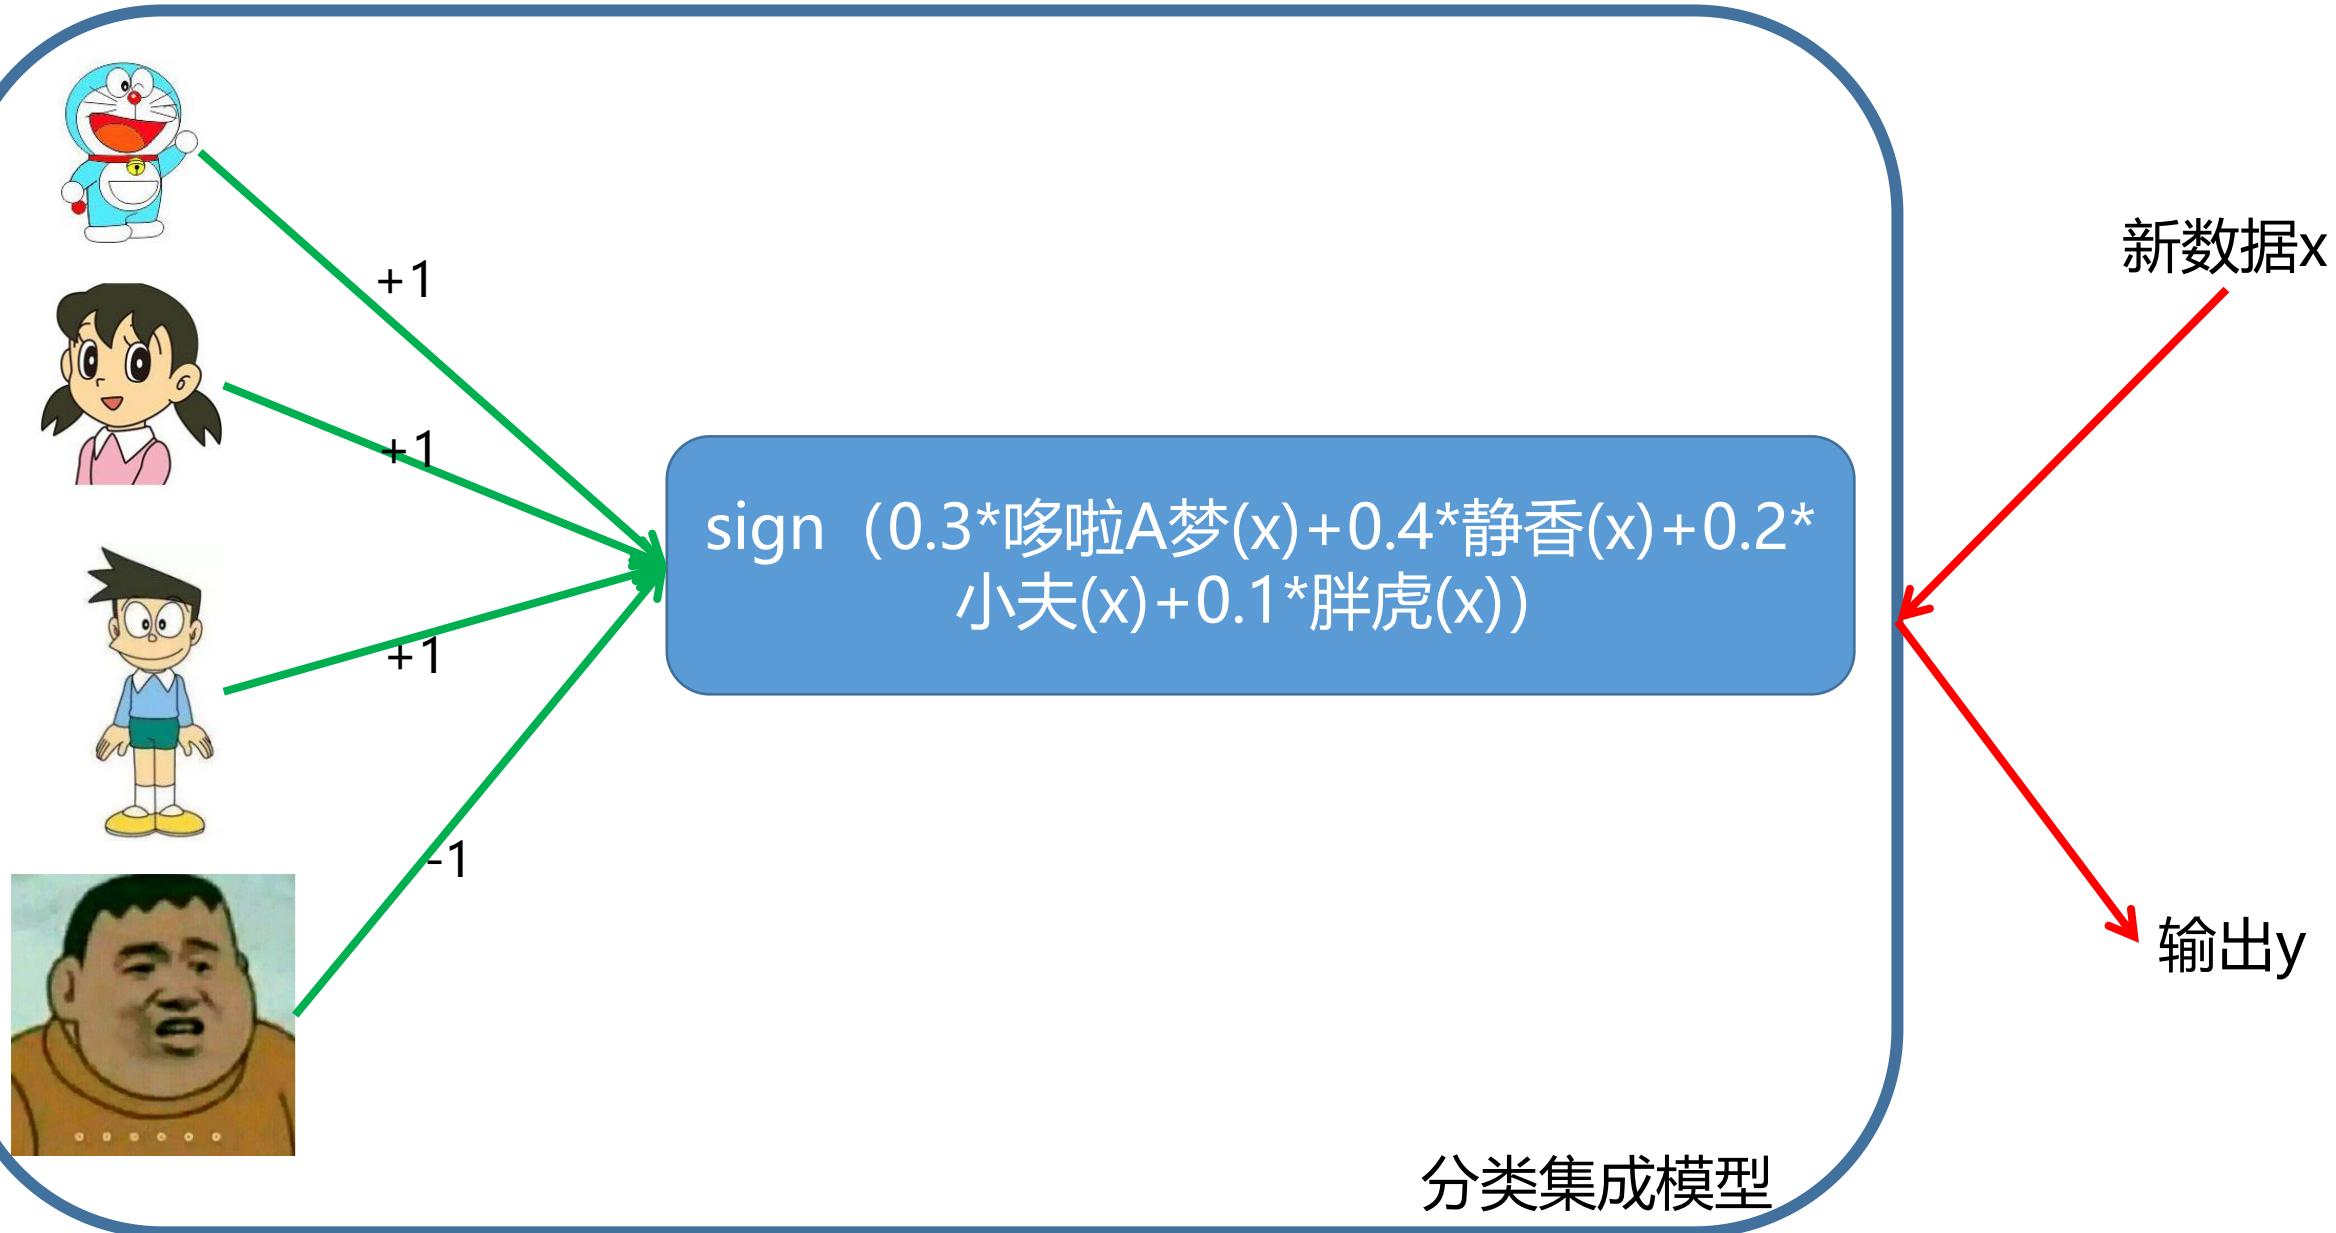 +1
新数据x
+1
sign（0.3*哆啦A梦(x)+0.4*静香(x)+0.2*
小夫(x)+0.1*胖虎(x)）
+1
-1
输出y
分类集成模型